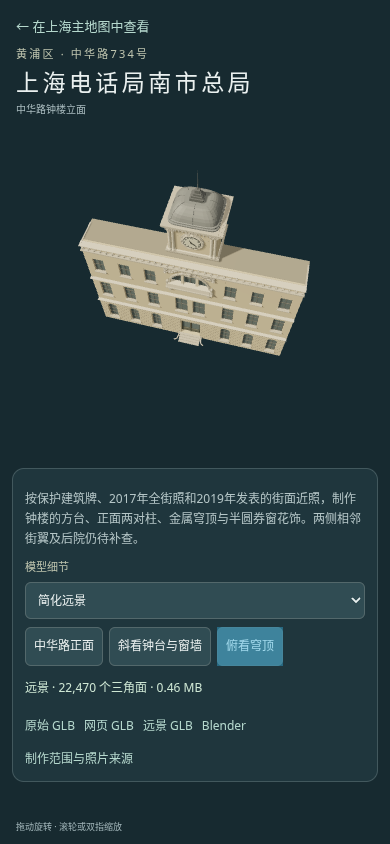 ← 在上海主地图中查看
黄浦区 · 中华路734号
上海电话局南市总局
中华路钟楼立面
按保护建筑牌、2017年全街照和2019年发表的街面近照，制作
钟楼的方台、正面两对柱、金属穹顶与半圆券窗花饰。两侧相邻
街翼及后院仍待补查。
模型细节
简化远景
中华路正面 斜看钟台与窗墙 俯看穹顶
远景 · 22,470 个三角面 · 0.46 MB
原始 GLB 网页 GLB 远景 GLB Blender
制作范围与照片来源
拖动旋转 · 滚轮或双指缩放